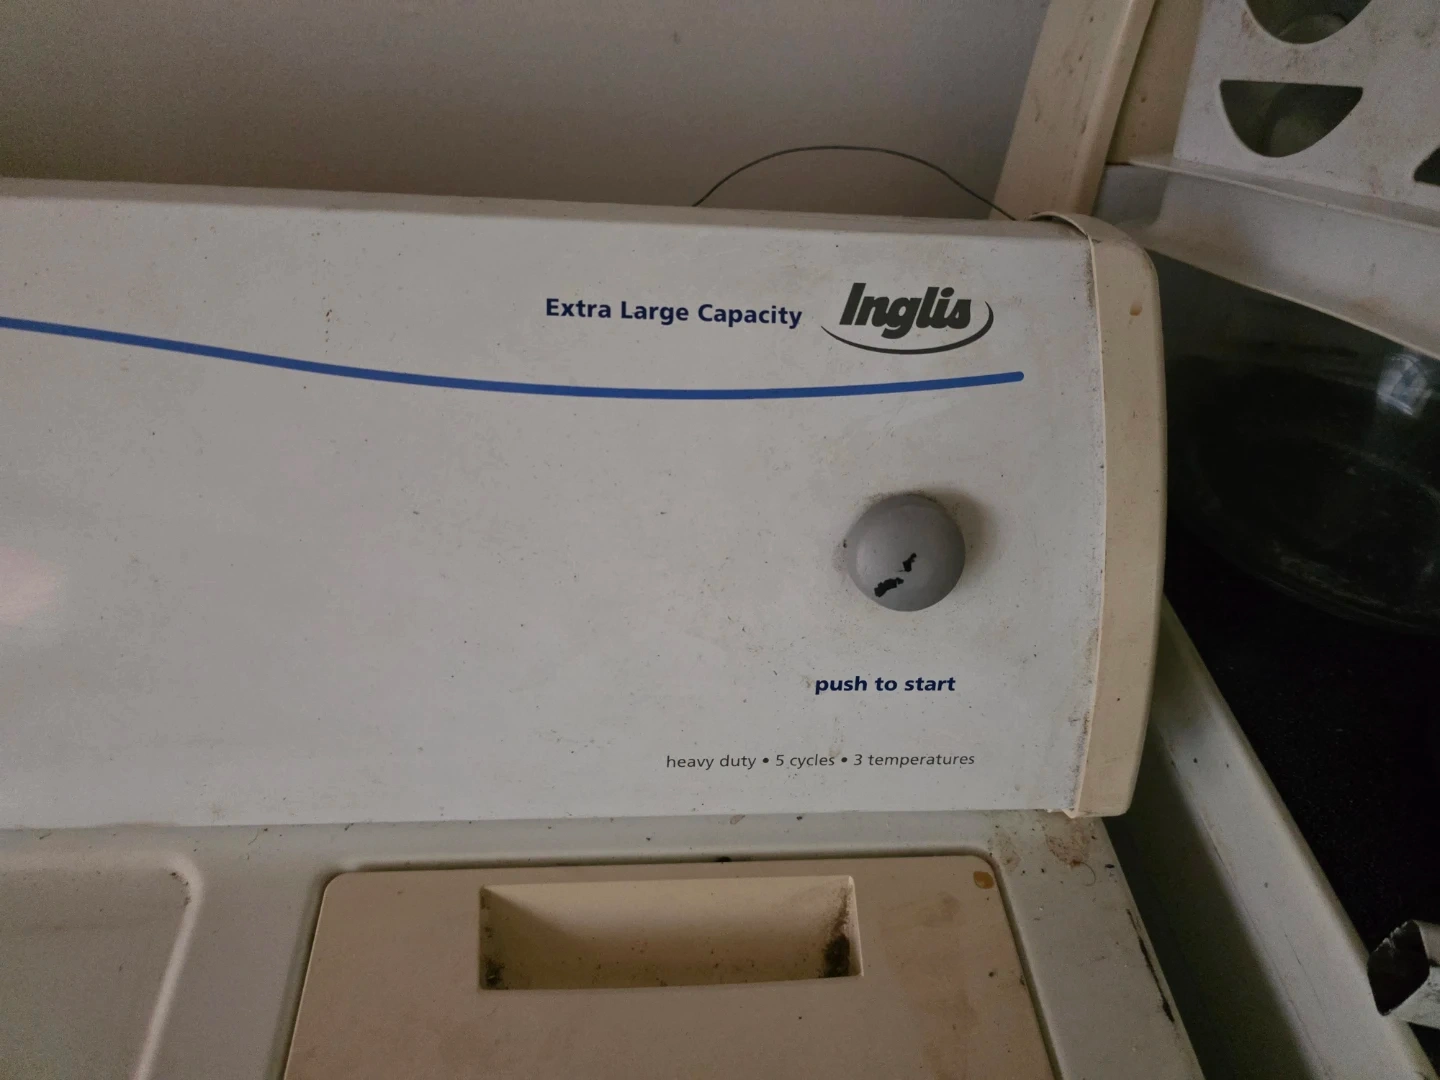 Extra Large Capacity Inglis
push to start
heavy duty • 5 cycles • 3 temperatures